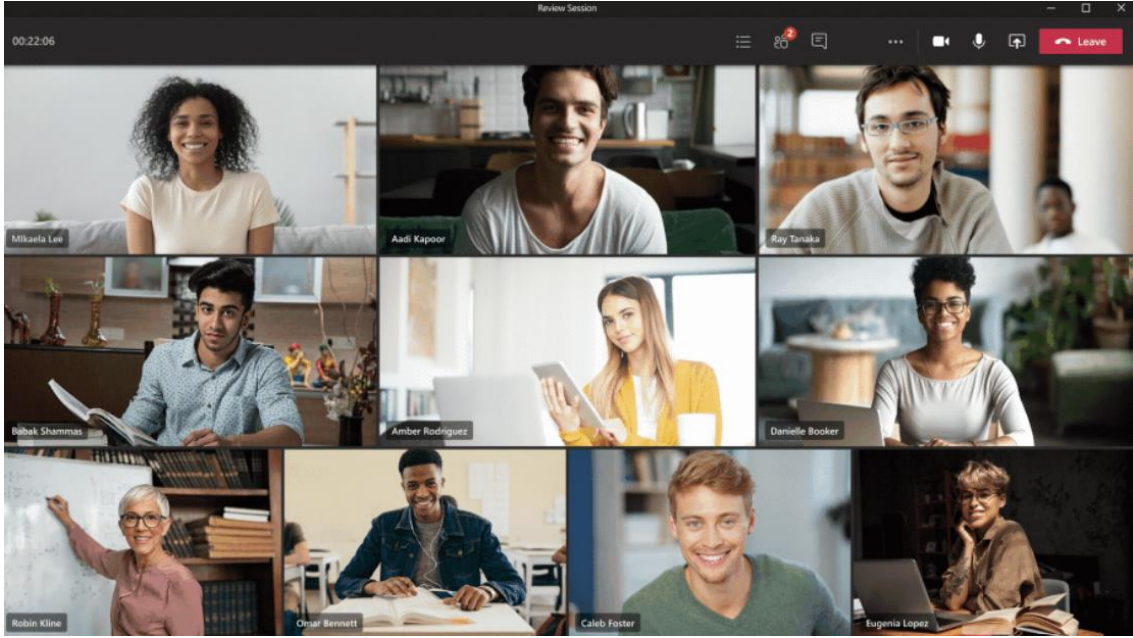 Review Session
00:22:06
2
Leave
MIkaela Lee
Aadi Kapoor
Ray Tanaka
Babak Shammas
Amber Rodriguez
Danielle Booker
Robin Kline
Omar Bennett
Caleb Foster
Eugenia Lopez